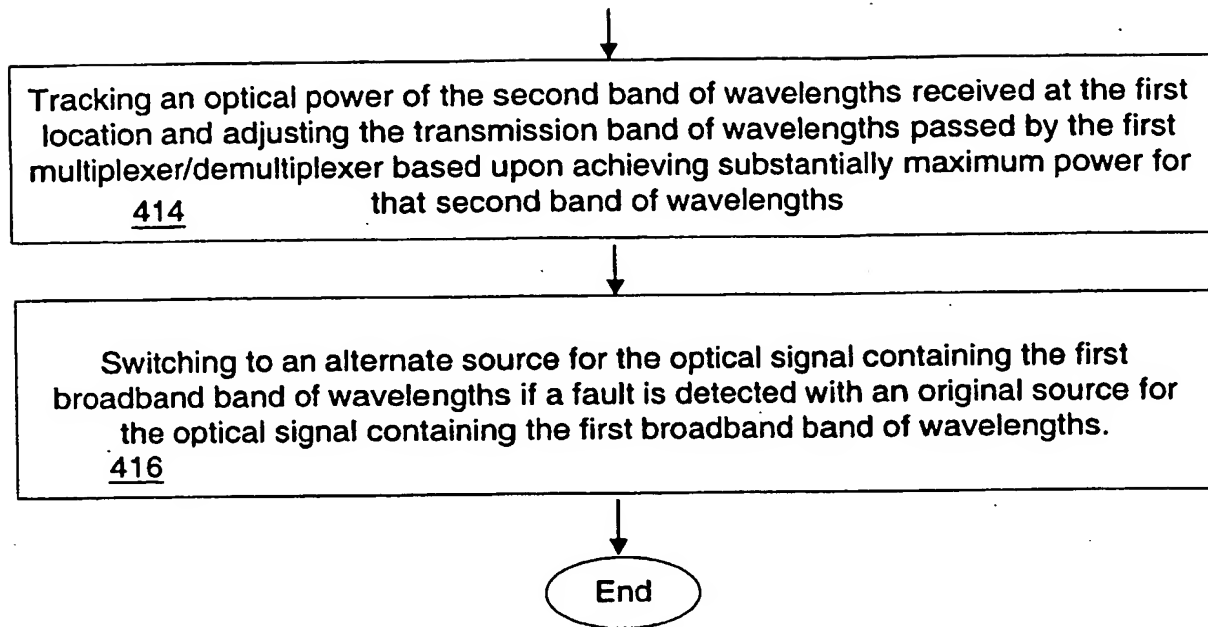 Tracking an optical power of the second band of wavelengths received at the first
location and adjusting the transmission band of wavelengths passed by the first
multiplexer/demultiplexer based upon achieving substantially maximum power for
414 that second band of wavelengths
Switching to an alternate source for the optical signal containing the first
broadband band of wavelengths if a fault is detected with an original source for
the optical signal containing the first broadband band of wavelengths.
416
End